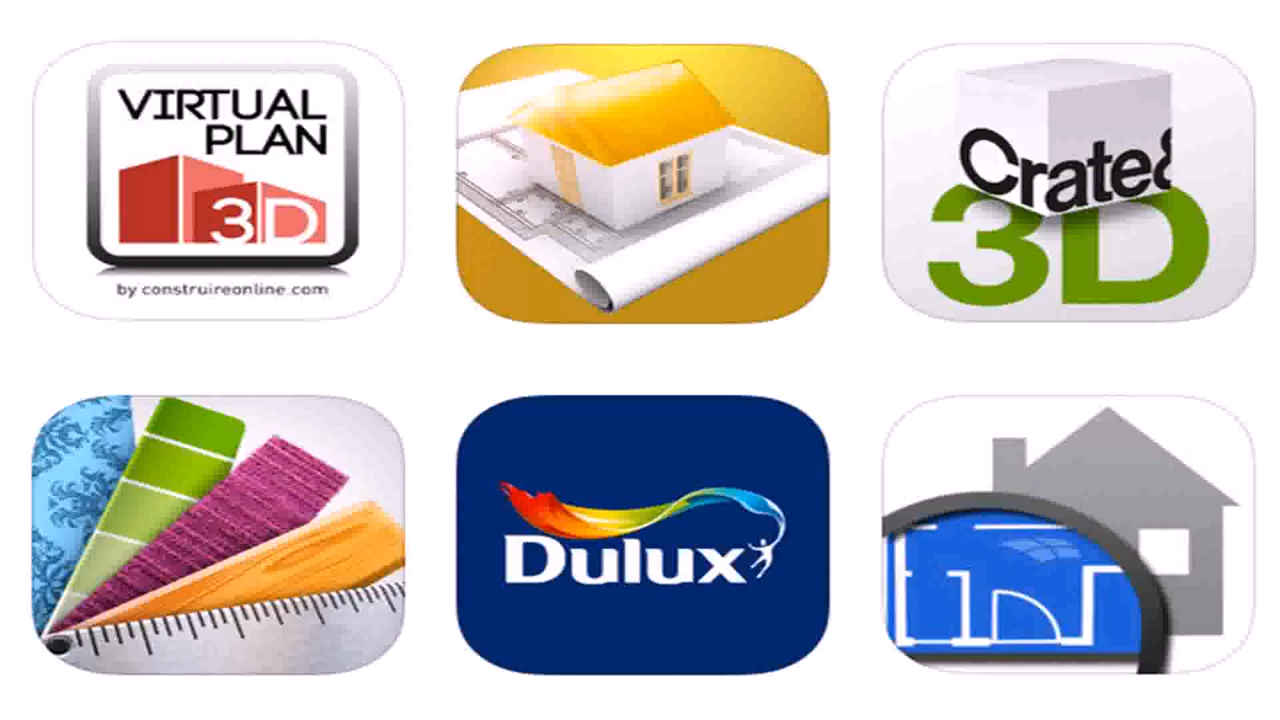 VIRTUAL
PLAN
3D
by construireonline.com
Crate&
3D
Dulux